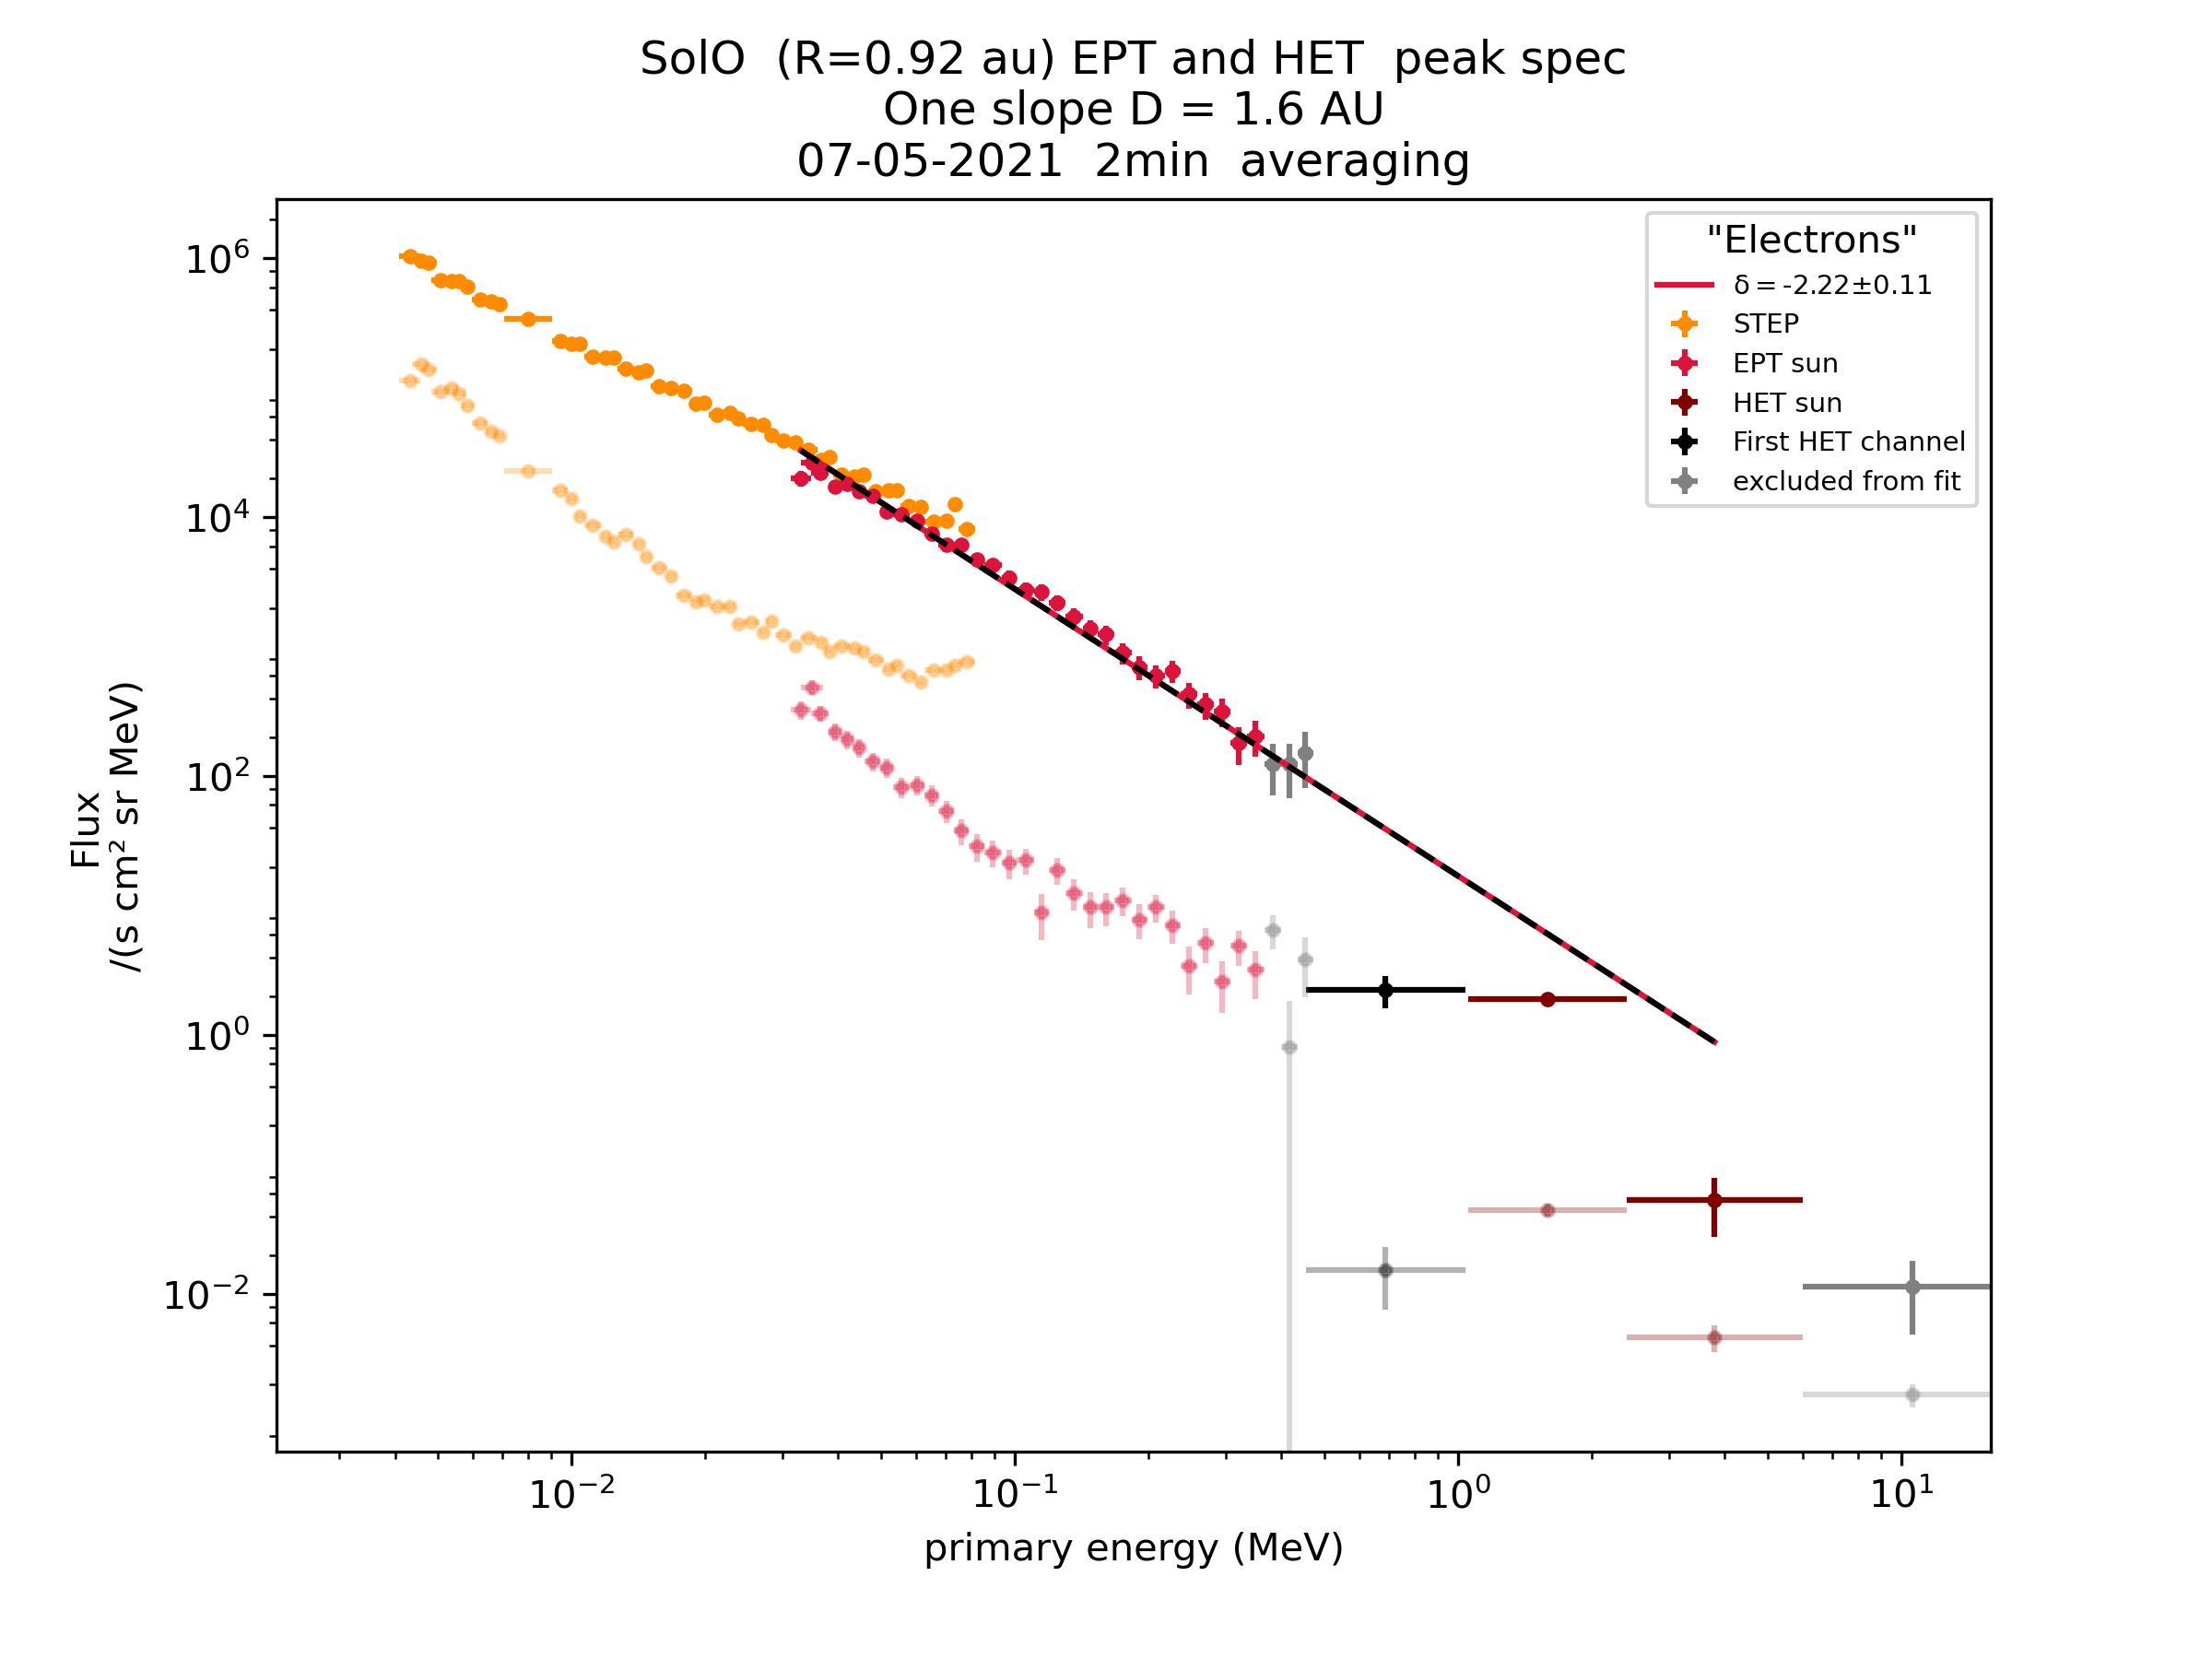 SolO  (R=0.92 au) EPT and HET  peak spec
One slope D = 1.6 AU
07-05-2021  2min  averaging
"Electrons"
δ = -2.22±0.11
STEP
EPT sun
HET sun
First HET channel
excluded from fit
Flux
/(s cm² sr MeV)
10⁶
10⁴
10²
10⁰
10⁻²
10⁻² 10⁻¹ 10⁰ 10¹
primary energy (MeV)